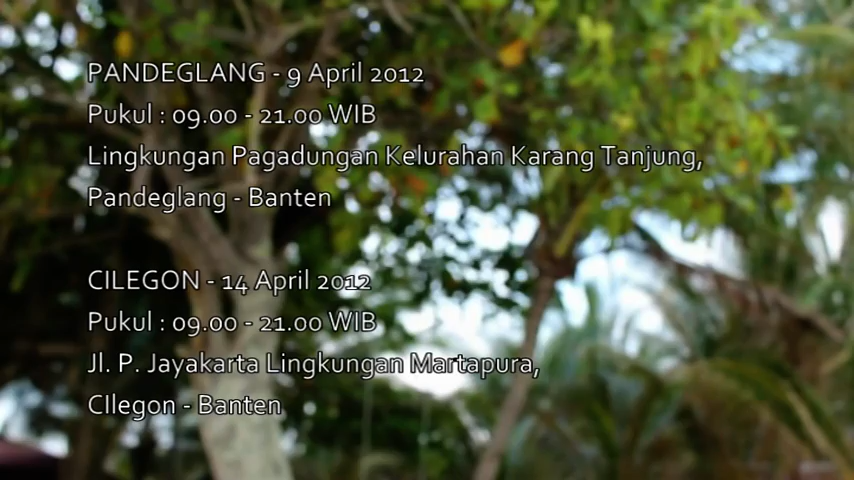 PANDEGLANG - 9 April 2012
Pukul : 09.00 - 21.00 WIB
Lingkungan Pagadungan Kelurahan Karang Tanjung,
Pandeglang - Banten
CILEGON - 14 April 2012
Pukul : 09.00 - 21.00 WIB
Jl. P. Jayakarta Lingkungan Martapura,
CIlegon - Banten